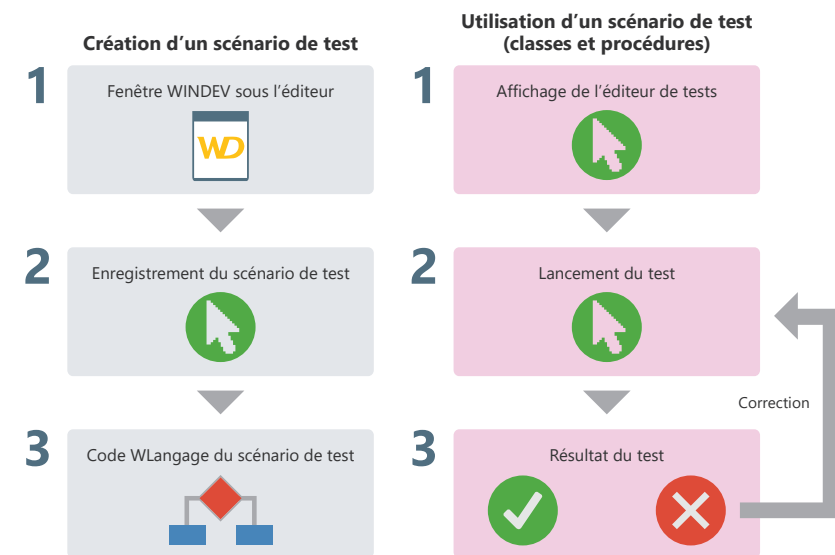 Création d'un scénario de test
1
Fenêtre WINDEV sous l'éditeur
WD
2
Enregistrement du scénario de test
3
Code WLangage du scénario de test
Utilisation d'un scénario de test
(classes et procédures)
1
Affichage de l'éditeur de tests
2
Lancement du test
Correction
3
Résultat du test